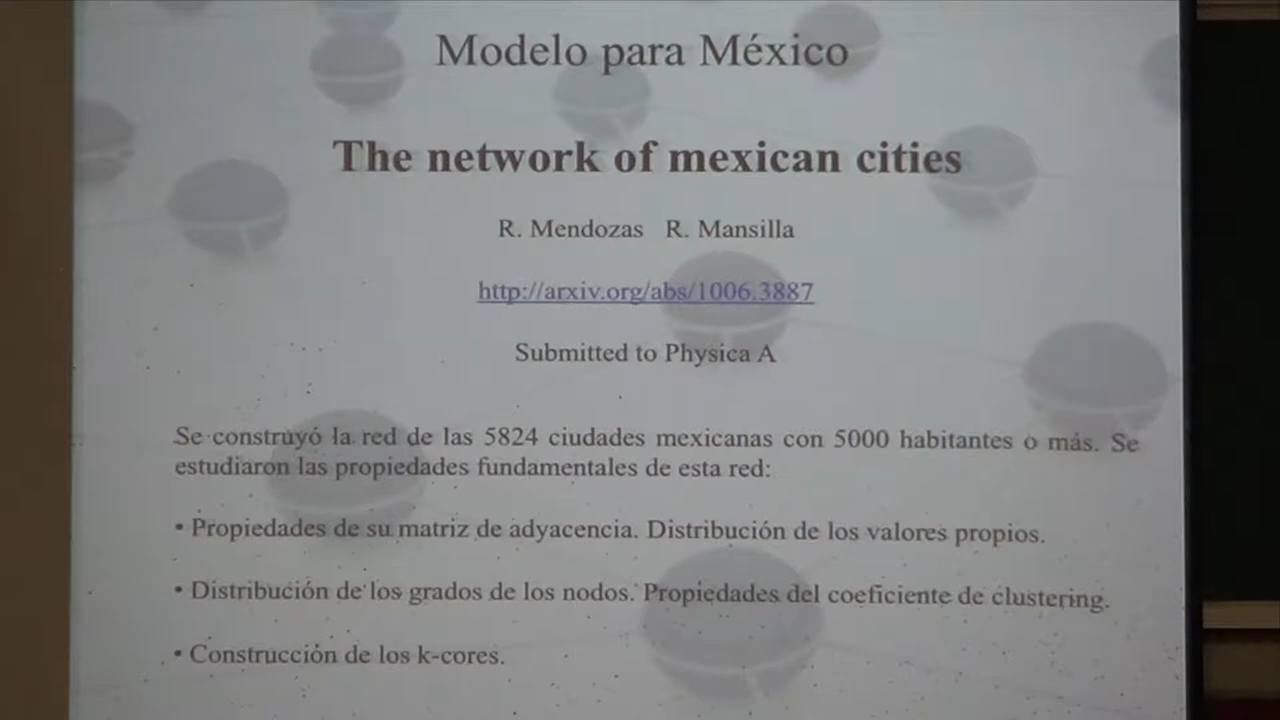 Modelo para México
The network of mexican cities
R. Mendozas R. Mansilla
http://arxiv.org/abs/1006.3887
Submitted to Physica A
Se construyó la red de las 5824 ciudades mexicanas con 5000 habitantes o más. Se
estudiaron las propiedades fundamentales de esta red:
• Propiedades de su matriz de adyacencia. Distribución de los valores propios.
• Distribución de los grados de los nodos. Propiedades del coeficiente de clustering.
• Construcción de los k-cores.